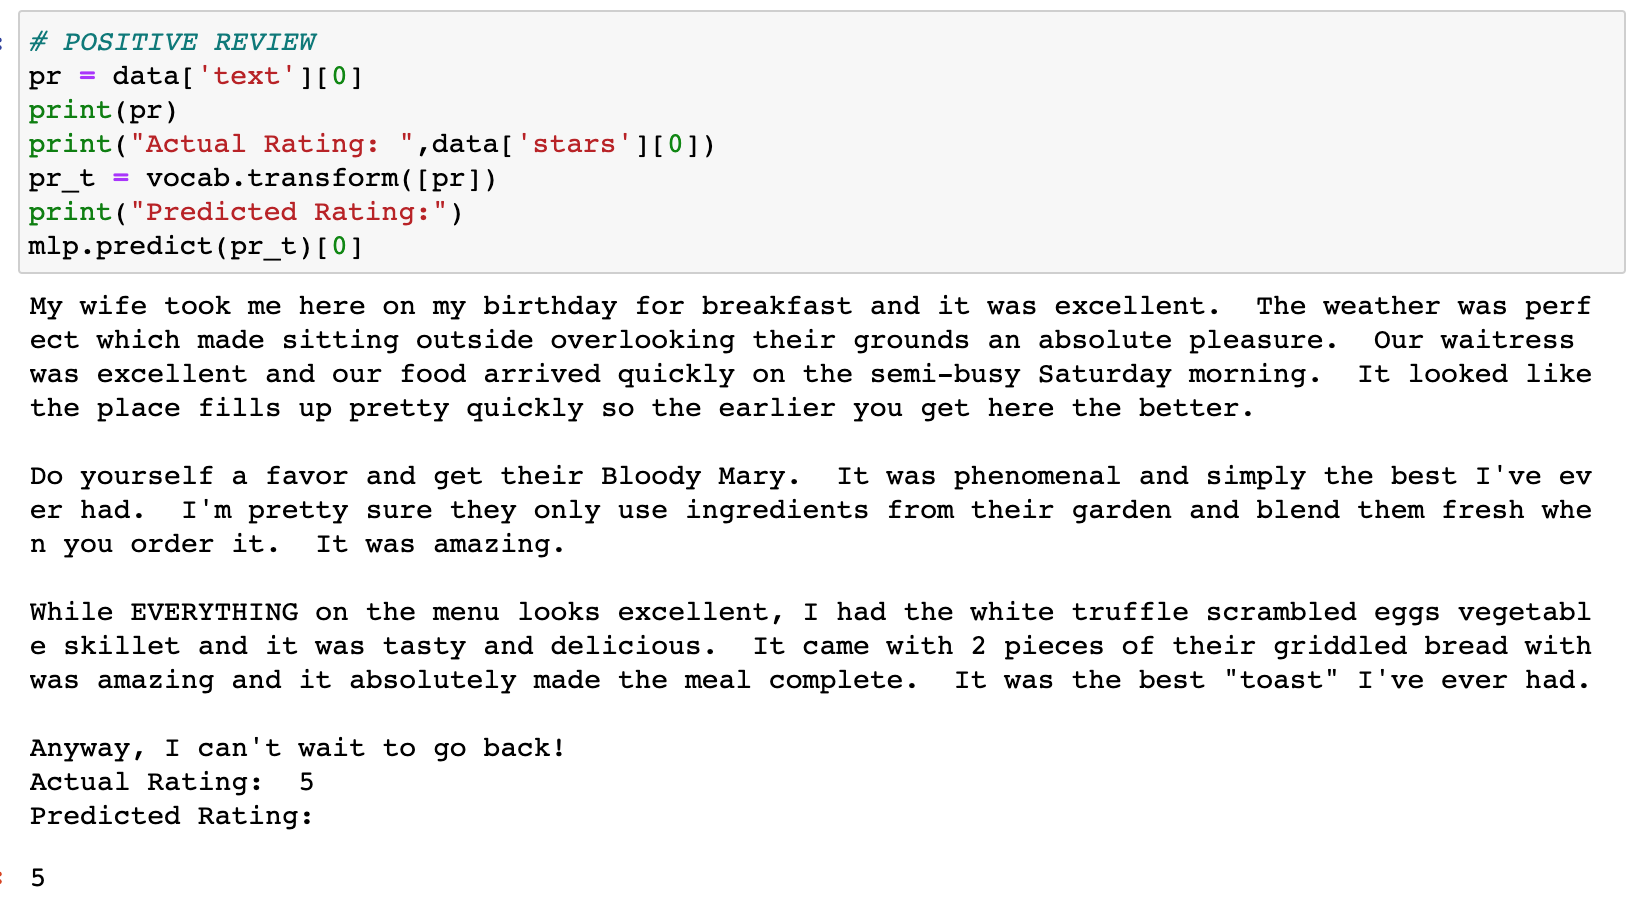 # POSITIVE REVIEW
pr = data['text'][0]
print(pr)
print("Actual Rating: ",data['stars'][0])
pr_t = vocab.transform([pr])
print("Predicted Rating:")
mlp.predict(pr_t)[0]
My wife took me here on my birthday for breakfast and it was excellent.  The weather was perf
ect which made sitting outside overlooking their grounds an absolute pleasure.  Our waitress
was excellent and our food arrived quickly on the semi-busy Saturday morning.  It looked like
the place fills up pretty quickly so the earlier you get here the better.
Do yourself a favor and get their Bloody Mary.  It was phenomenal and simply the best I've ev
er had.  I'm pretty sure they only use ingredients from their garden and blend them fresh whe
n you order it.  It was amazing.
While EVERYTHING on the menu looks excellent, I had the white truffle scrambled eggs vegetabl
e skillet and it was tasty and delicious.  It came with 2 pieces of their griddled bread with
was amazing and it absolutely made the meal complete.  It was the best "toast" I've ever had.
Anyway, I can't wait to go back!
Actual Rating:  5
Predicted Rating:
5